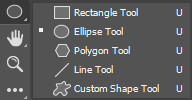 Rectangle Tool U
Ellipse Tool U
Polygon Tool U
Line Tool U
Custom Shape Tool U